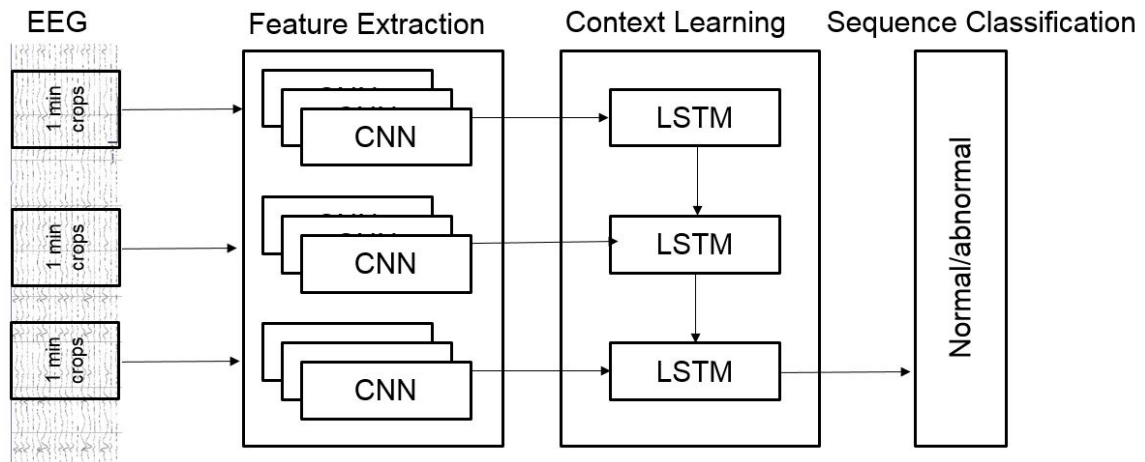 EEG
Feature Extraction
Context Learning
Sequence Classification
1 min
crops
CNN
LSTM
1 min
crops
CNN
LSTM
1 min
crops
CNN
LSTM
Normal/abnormal